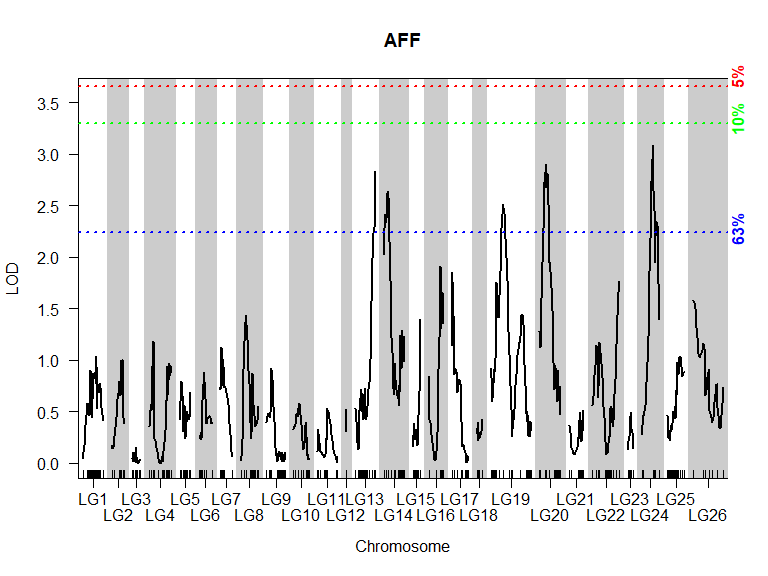 AFF
5%
10%
63%
LOD
3.5
3.0
2.5
2.0
1.5
1.0
0.5
0.0
LG1 LG3 LG5 LG7 LG9 LG11 LG13 LG15 LG17 LG19 LG21 LG23 LG25
LG2 LG4 LG6 LG8 LG10 LG12 LG14 LG16 LG18 LG20 LG22 LG24 LG26
Chromosome